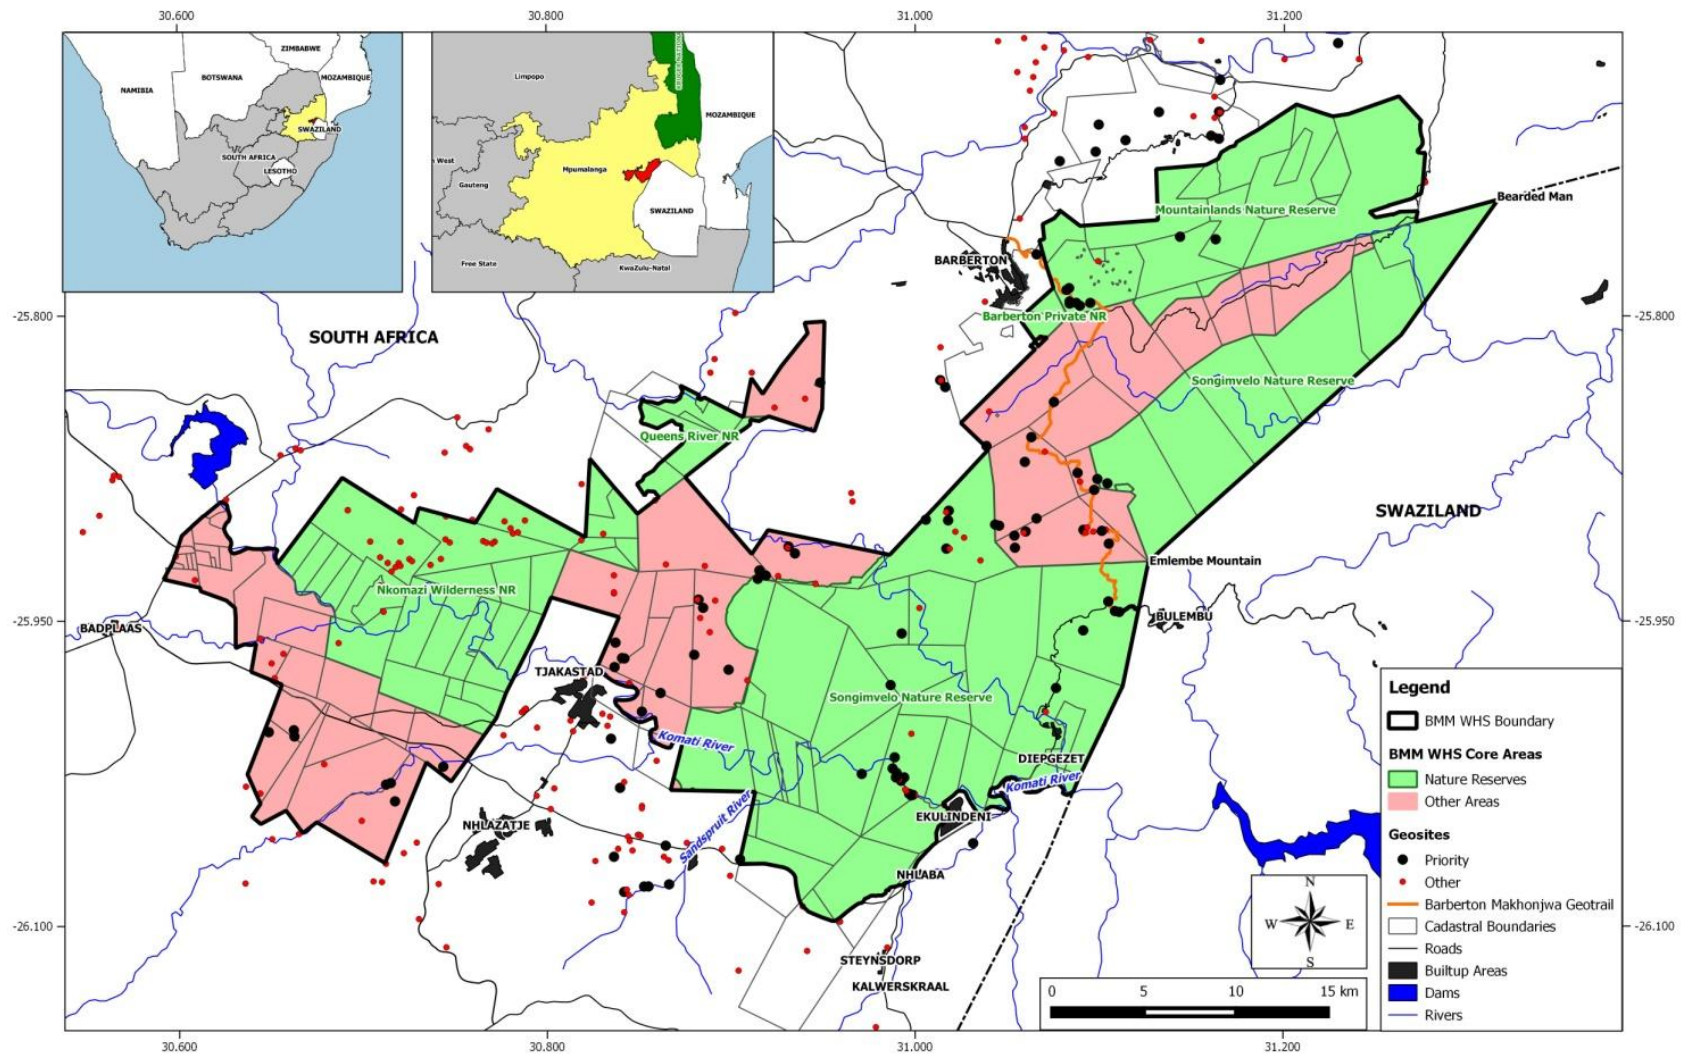 30.600
30.800
31.000
31.200
ZIMBABWE
BOTSWANA
MOZAMBIQUE
NAMIBIA
SWAZILAND
SOUTH AFRICA
LESOTHO
Limpopo
MOZAMBIQUE
West
Gauteng
Mpumalanga
SWAZILAND
Free State
KwaZulu-Natal
Mountainlands Nature Reserve
Bearded Man
BARBERTON
-25.800
Barberton Private NR
-25.800
SOUTH AFRICA
Songimvelo Nature Reserve
Queens River NR
SWAZILAND
Emlembe Mountain
Nkomazi Wilderness NR
-25.950
BADPLAAS
BULEMBU
-25.950
TJAKASTAD
Songimvelo Nature Reserve
Komati River
DIEPGEZET
Komati River
EKULINDENI
NHLAZATJE
Sandspruit River
NHLABA
-26.100
-26.100
STEYNSDORP
KALWERSKRAAL
N
W E
S
0 5 10 15 km
Legend
BMM WHS Boundary
BMM WHS Core Areas
Nature Reserves
Other Areas
Geosites
Priority
Other
Barberton Makhonjwa Geotrail
Cadastral Boundaries
Roads
Builtup Areas
Dams
Rivers
30.600
30.800
31.000
31.200